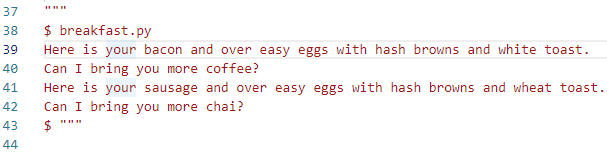 37 """
38 $ breakfast.py
39 Here is your bacon and over easy eggs with hash browns and white toast.
40 Can I bring you more coffee?
41 Here is your sausage and over easy eggs with hash browns and wheat toast.
42 Can I bring you more chai?
43 $ """
44